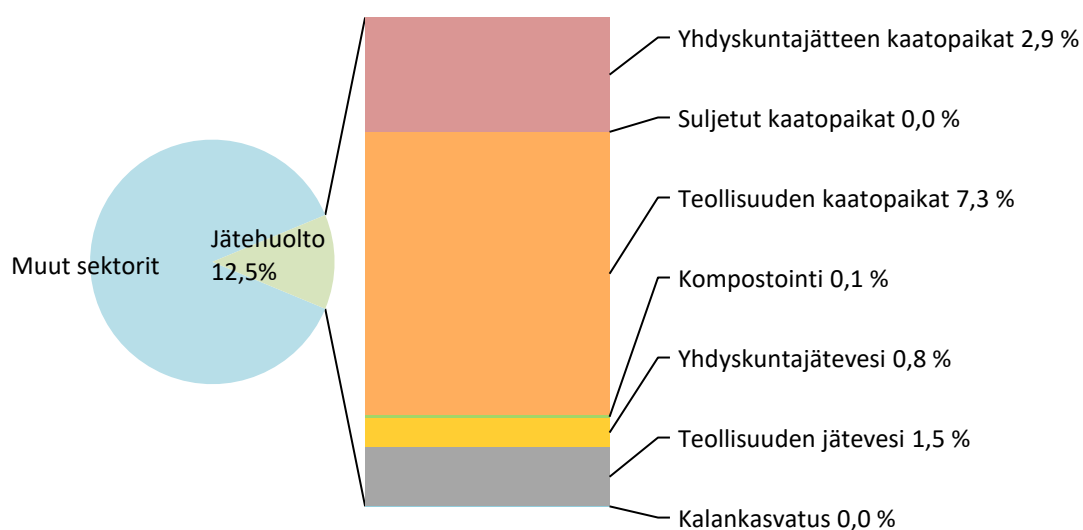 Muut sektorit
Jätehuolto
12,5%
Yhdyskuntajätteen kaatopaikat 2,9 %
Suljetut kaatopaikat 0,0 %
Teollisuuden kaatopaikat 7,3 %
Kompostointi 0,1 %
Yhdyskuntajätevesi 0,8 %
Teollisuuden jätevesi 1,5 %
Kalankasvatus 0,0 %